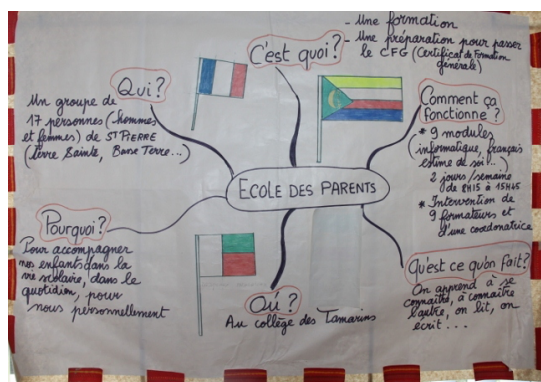 - Une formation
- Une préparation pour passer
le CFG (Certificat de Formation
générale)
C'est quoi?
Qui?
Un groupe de
17 personnes (hommes
et femmes) de ST PIERRE
(Terre Sainte, Basse Terre...)
Comment ça
fonctionne ?
* 9 modules
(informatique, français
estime de soi...)
2 jours/semaine
de 8H15 à 15H45
* Intervention de
9 formateurs et
d'une coordonatrice
ECOLE DES PARENTS
Pourquoi?
Pour accompagner
nos enfants dans la
vie scolaire, dans le
quotidien, pour
nous personnellement
Où ?
Au collège des Tamarins
Qu'est ce qu'on fait?
On apprend à se
connaître, à connaître
l'autre, on lit, on
écrit ...